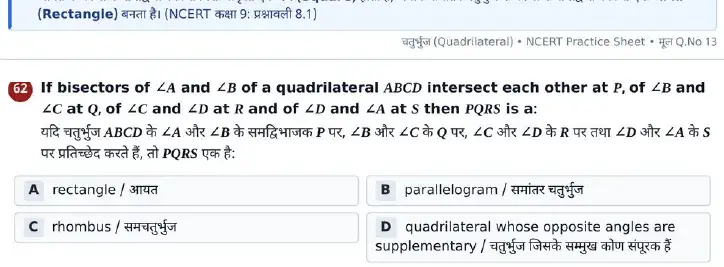 (Rectangle) बनता है। (NCERT कक्षा 9: प्रश्नावली 8.1)
चतुर्भुज (Quadrilateral) • NCERT Practice Sheet • मूल Q.No 13
62 If bisectors of ∠A and ∠B of a quadrilateral ABCD intersect each other at P, of ∠B and
∠C at Q, of ∠C and ∠D at R and of ∠D and ∠A at S then PQRS is a:
यदि चतुर्भुज ABCD के ∠A और ∠B के समद्विभाजक P पर, ∠B और ∠C के Q पर, ∠C और ∠D के R पर तथा ∠D और ∠A के S
पर प्रतिच्छेद करते हैं, तो PQRS एक है:
A rectangle / आयत
B parallelogram / समांतर चतुर्भुज
C rhombus / समचतुर्भुज
D quadrilateral whose opposite angles are
supplementary / चतुर्भुज जिसके सम्मुख कोण संपूरक हैं